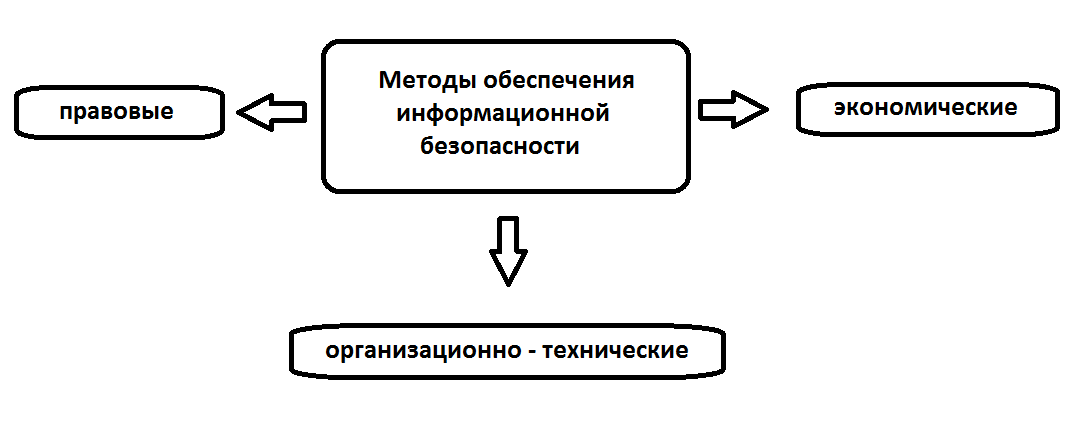 Методы обеспечения
информационной
безопасности
правовые
экономические
организационно - технические